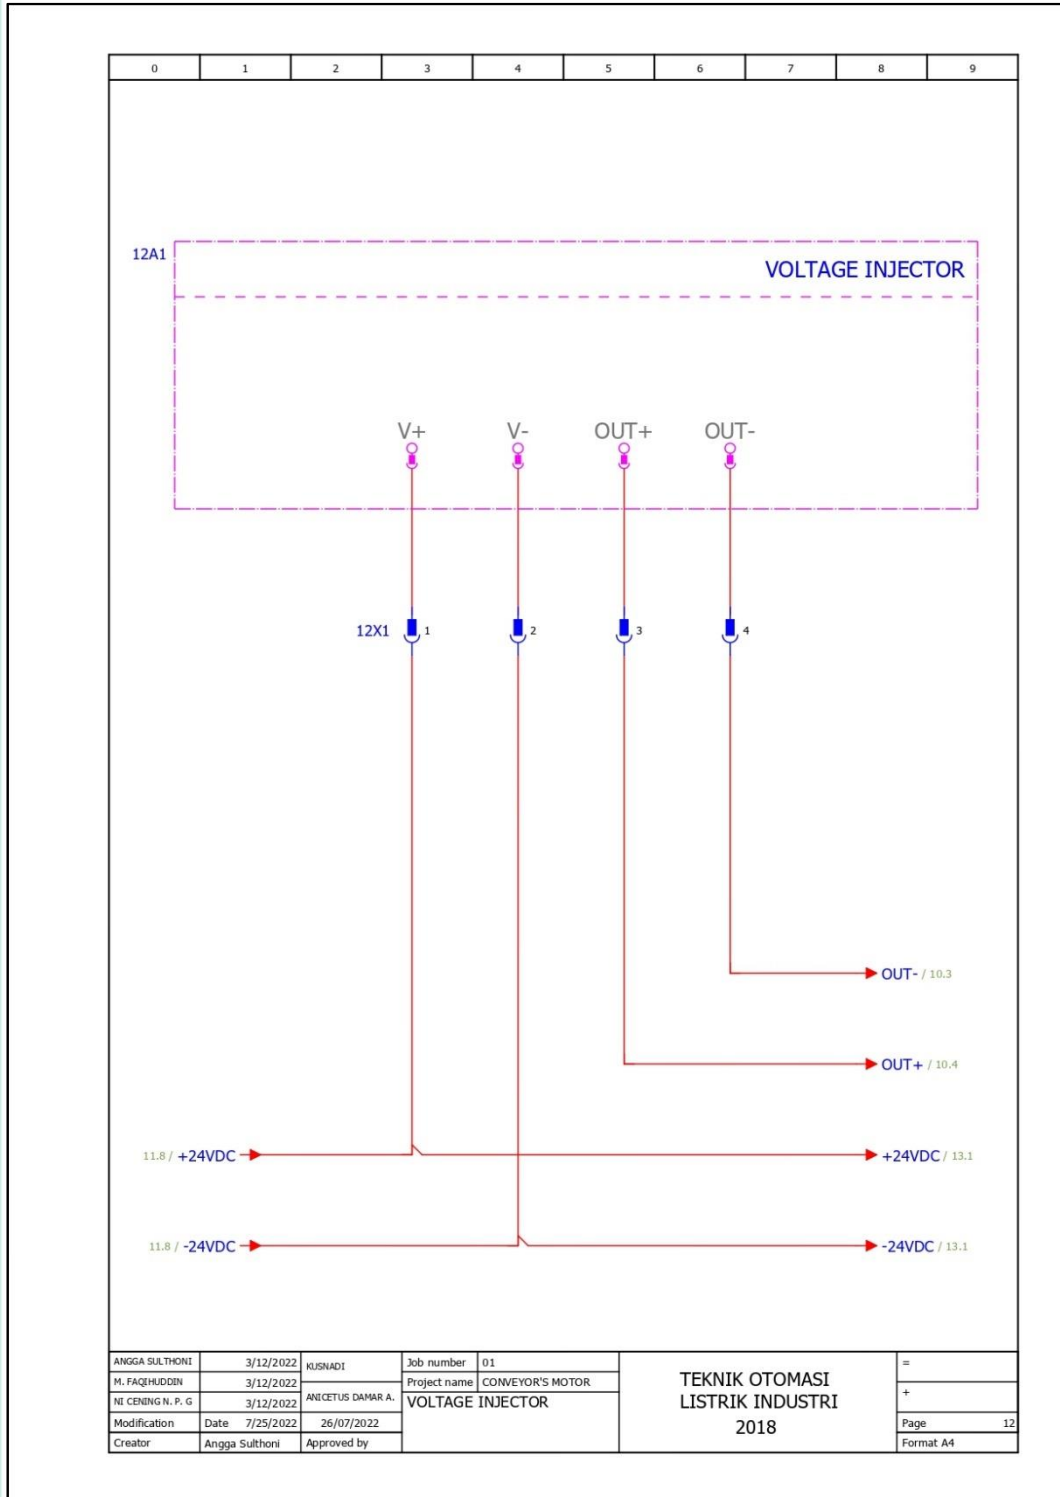 0 1 2 3 4 5 6 7 8 9
12A1
VOLTAGE INJECTOR
V+ V- OUT+ OUT-
12X1 1 2 3 4
OUT- / 10.3
OUT+ / 10.4
11.8 / +24VDC +24VDC / 13.1
11.8 / -24VDC -24VDC / 13.1
ANGGA SULTHONI 3/12/2022 KUSNADI Job number 01
M. FAQIHUDDIN 3/12/2022 Project name CONVEYOR'S MOTOR
NI CENING N. P. G 3/12/2022 ANICETUS DAMAR A. VOLTAGE INJECTOR
Modification Date 7/25/2022 26/07/2022
Creator Angga Sulthoni Approved by
TEKNIK OTOMASI
LISTRIK INDUSTRI
2018
=
+
Page 12
Format A4